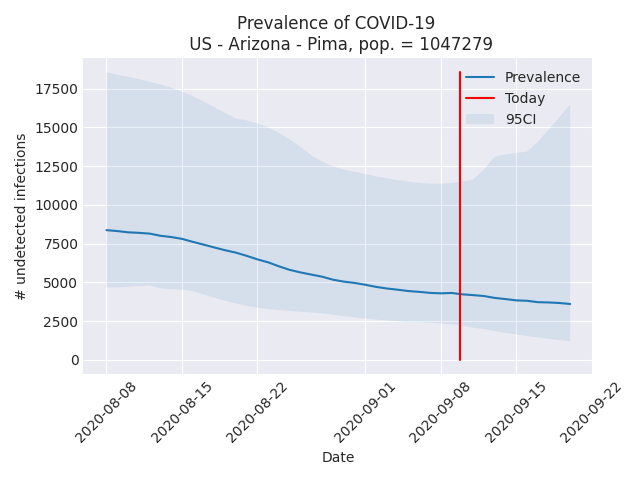 Prevalence of COVID-19
US - Arizona - Pima, pop. = 1047279
Prevalence
Today
95CI
# undetected infections
17500
15000
12500
10000
7500
5000
2500
0
2020-08-08
2020-08-15
2020-08-22
2020-09-01
2020-09-08
2020-09-15
2020-09-22
Date